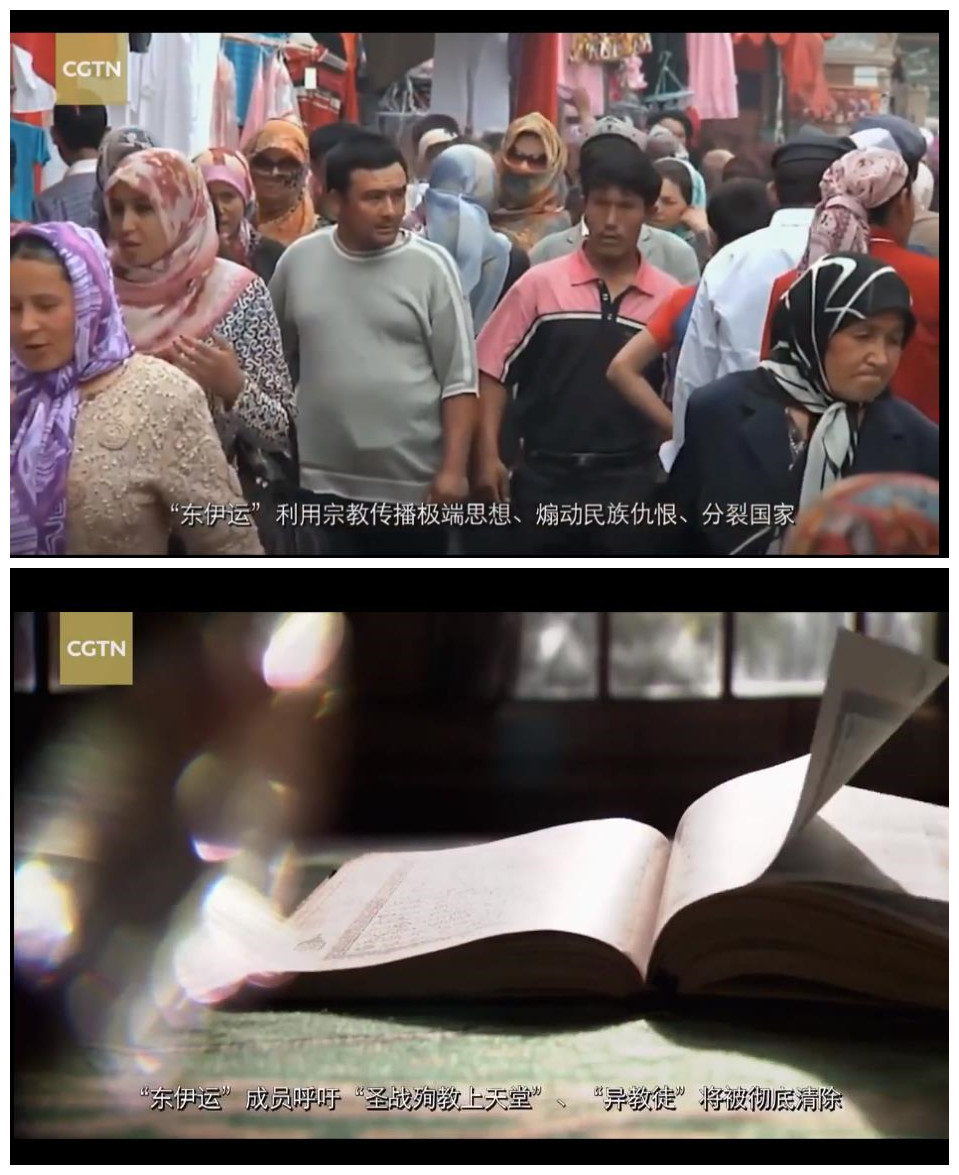 CGTN
“东伊运”利用宗教传播极端思想、煽动民族仇恨、分裂国家
CGTN
“东伊运”成员呼吁“圣战殉教上天堂”、“异教徒”将被彻底清除